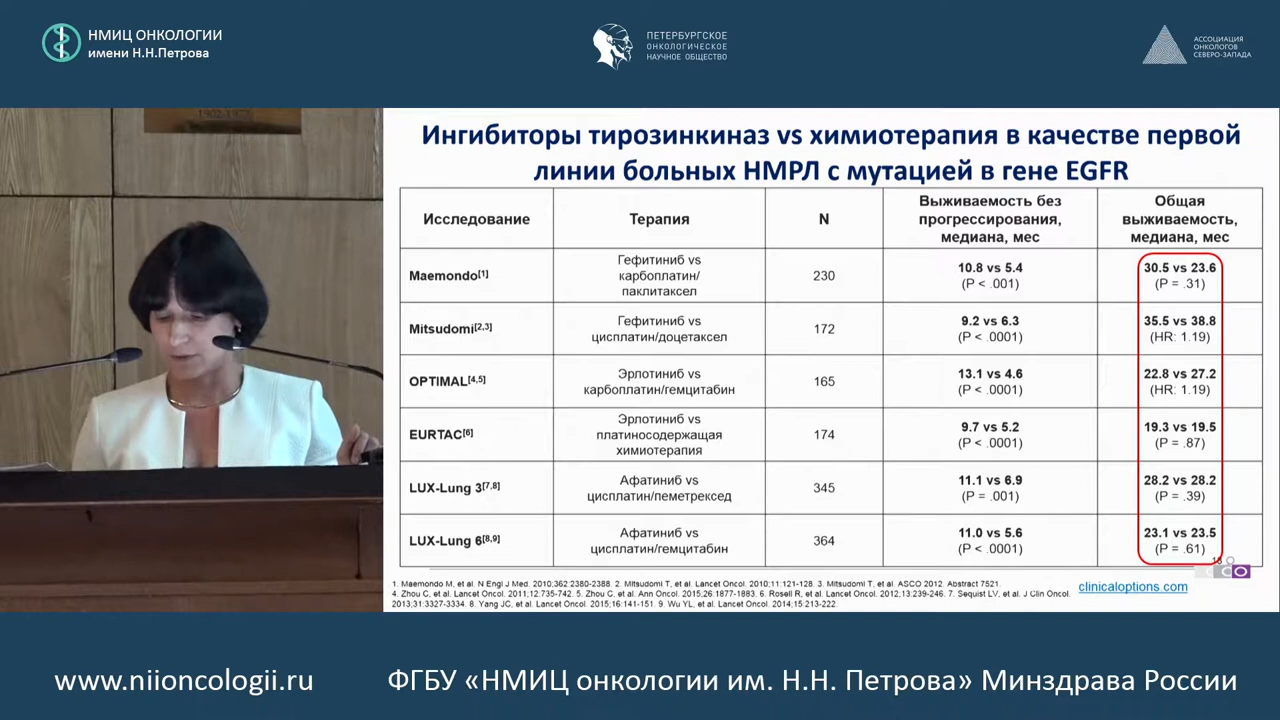 НМИЦ ОНКОЛОГИИ
имени Н.Н.Петрова
ПЕТЕРБУРГСКОЕ
ОНКОЛОГИЧЕСКОЕ
НАУЧНОЕ ОБЩЕСТВО
АССОЦИАЦИЯ
ОНКОЛОГОВ
СЕВЕРО-ЗАПАДА
1902-19
Ингибиторы тирозинкиназ vs химиотерапия в качестве первой
линии больных НМРЛ с мутацией в гене EGFR
Исследование
Терапия
N
Выживаемость без
прогрессирования,
медиана, мес
Общая
выживаемость,
медиана, мес
Maemondo[1]
Гефитиниб vs
карбоплатин/
паклитаксел
230
10.8 vs 5.4
(P < .001)
30.5 vs 23.6
(P = .31)
Mitsudomi[2,3]
Гефитиниб vs
цисплатин/доцетаксел
172
9.2 vs 6.3
(P < .0001)
35.5 vs 38.8
(HR: 1.19)
OPTIMAL[4,5]
Эрлотиниб vs
карбоплатин/гемцитабин
165
13.1 vs 4.6
(P < .0001)
22.8 vs 27.2
(HR: 1.19)
EURTAC[6]
Эрлотиниб vs
платиносодержащая
химиотерапия
174
9.7 vs 5.2
(P < .0001)
19.3 vs 19.5
(P = .87)
LUX-Lung 3[7,8]
Афатиниб vs
цисплатин/пеметрексед
345
11.1 vs 6.9
(P = .001)
28.2 vs 28.2
(P = .39)
LUX-Lung 6[8,9]
Афатиниб vs
цисплатин/гемцитабин
364
11.0 vs 5.6
(P < .0001)
23.1 vs 23.5
(P = .61)
1. Maemondo M, et al. N Engl J Med. 2010;362:2380-2388. 2. Mitsudomi T, et al. Lancet Oncol. 2010;11:121-128. 3. Mitsudomi T, et al. ASCO 2012. Abstract 7521.
4. Zhou C, et al. Lancet Oncol. 2011;12:735-742. 5. Zhou C, et al. Ann Oncol. 2015;26:1877-1883. 6. Rosell R, et al. Lancet Oncol. 2012;13:239-246. 7. Sequist LV, et al. J Clin Oncol.
2013;31:3327-3334. 8. Yang JC, et al. Lancet Oncol. 2015;16:141-151. 9. Wu YL, et al. Lancet Oncol. 2014;15:213-222.
clinicaloptions.com
www.niioncologii.ru
ФГБУ «НМИЦ онкологии им. Н.Н. Петрова» Минздрава России